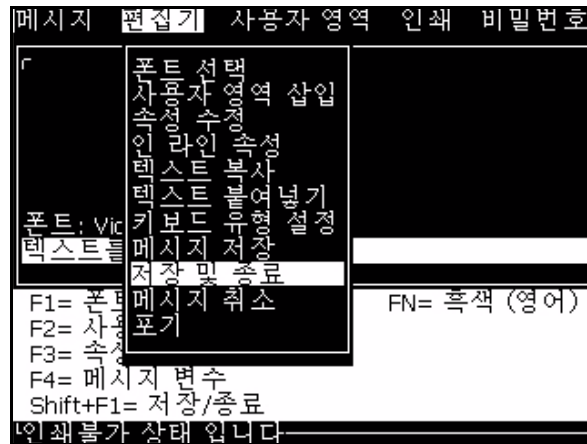 메시지 편집기 사용자 영역 인쇄 비밀번호
폰트 선택
사용자 영역 삽입
속성 수정
인 라인 속성
텍스트 복사
텍스트 붙여넣기
키보드 유형 설정
메시지 저장
저장 및 종료
메시지 취소
포기
폰트:
F1=
FN= 흑색 (영어)
F2=
F3=
F4= 메시지 변수
Shift+F1= 저장/종료
인쇄불가 상태 입니다